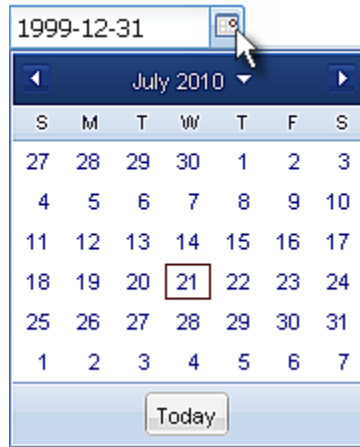 1999-12-31
July 2010
S M T W T F S
27 28 29 30 1 2 3
4 5 6 7 8 9 10
11 12 13 14 15 16 17
18 19 20 21 22 23 24
25 26 27 28 29 30 31
1 2 3 4 5 6 7
Today